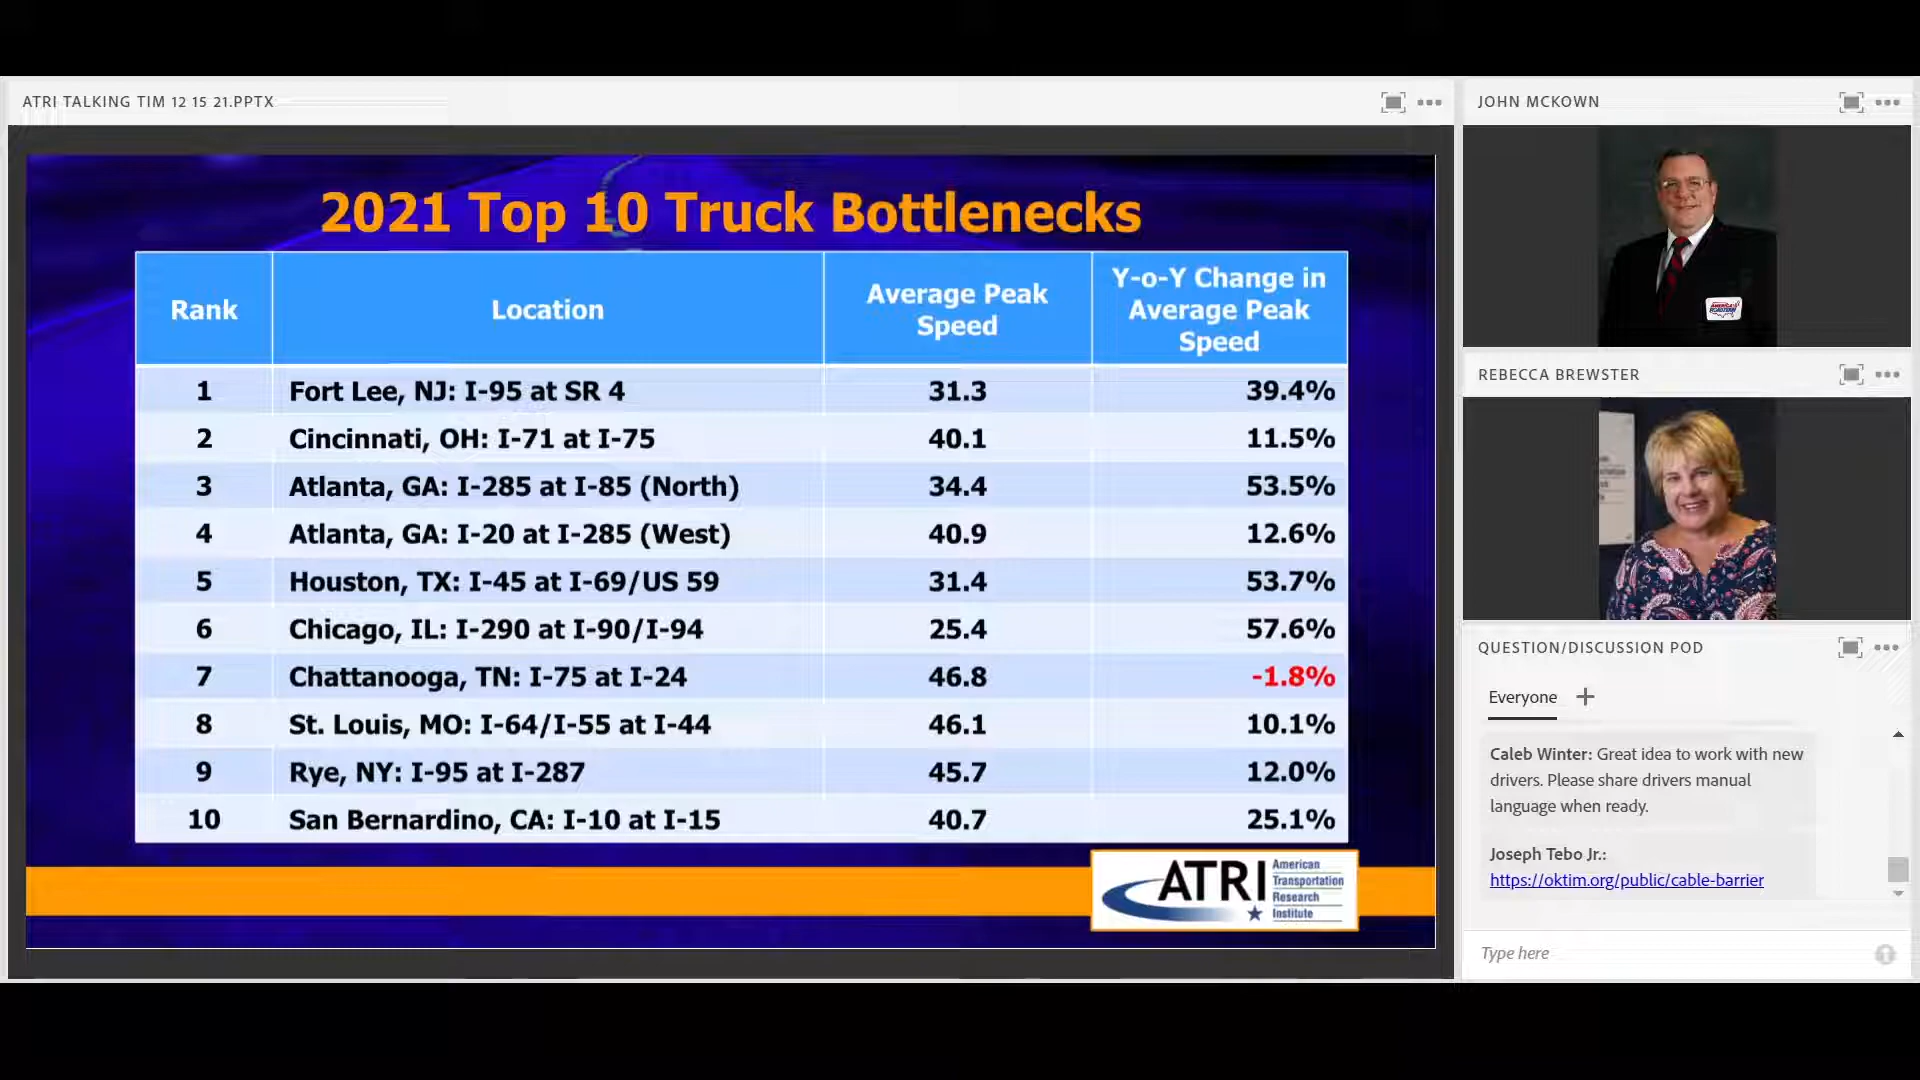 ATRI TALKING TIM 12 15 21.PPTX
2021 Top 10 Truck Bottlenecks
Rank Location Average Peak Speed Y-o-Y Change in Average Peak Speed
1 Fort Lee, NJ: I-95 at SR 4 31.3 39.4%
2 Cincinnati, OH: I-71 at I-75 40.1 11.5%
3 Atlanta, GA: I-285 at I-85 (North) 34.4 53.5%
4 Atlanta, GA: I-20 at I-285 (West) 40.9 12.6%
5 Houston, TX: I-45 at I-69/US 59 31.4 53.7%
6 Chicago, IL: I-290 at I-90/I-94 25.4 57.6%
7 Chattanooga, TN: I-75 at I-24 46.8 -1.8%
8 St. Louis, MO: I-64/I-55 at I-44 46.1 10.1%
9 Rye, NY: I-95 at I-287 45.7 12.0%
10 San Bernardino, CA: I-10 at I-15 40.7 25.1%
ATRI
American
Transportation
Research
Institute
JOHN MCKOWN
REBECCA BREWSTER
QUESTION/DISCUSSION POD
Everyone
Caleb Winter: Great idea to work with new
drivers. Please share drivers manual
language when ready.
Joseph Tebo Jr.:
https://oktim.org/public/cable-barrier
Type here